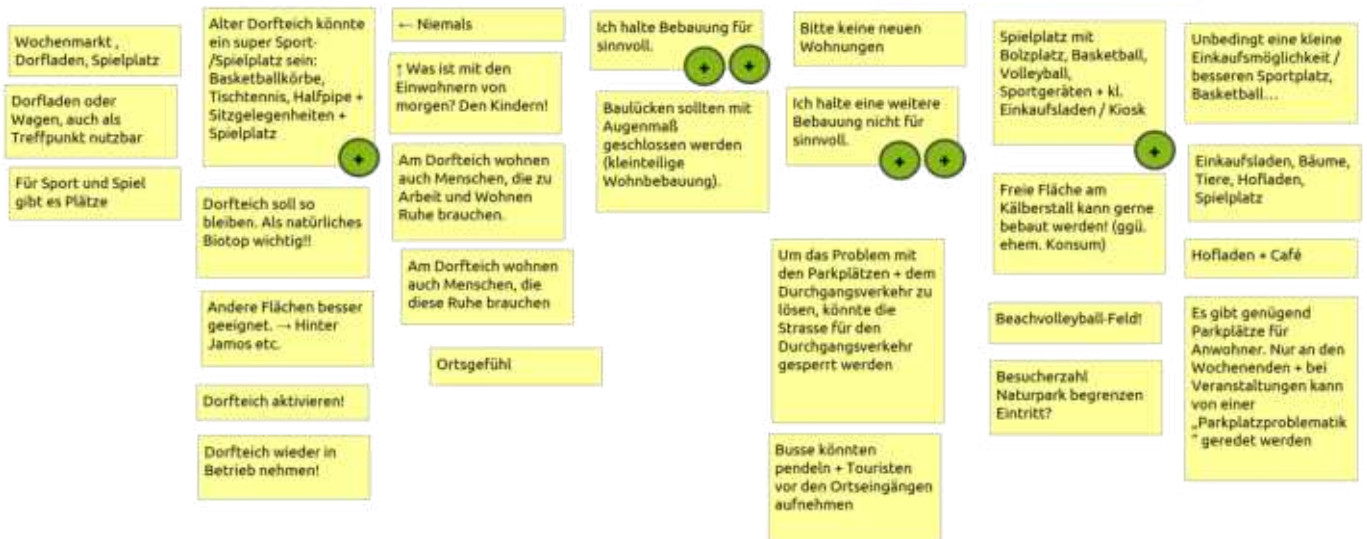 Wochenmarkt ,
Dorfladen, Spielplatz
Dorfladen oder
Wagen, auch als
Treffpunkt nutzbar
Für Sport und Spiel
gibt es Plätze
Alter Dorfteich könnte
ein super Sport-
/Spielplatz sein:
Basketballkörbe,
Tischtennis, Halfpipe +
Sitzgelegenheiten +
Spielplatz
+
Dorfteich soll so
bleiben. Als natürliches
Biotop wichtig!!
Andere Flächen besser
geeignet. → Hinter
Jamos etc.
Dorfteich aktivieren!
Dorfteich wieder in
Betrieb nehmen!
← Niemals
↑ Was ist mit den
Einwohnern von
morgen? Den Kindern!
Am Dorfteich wohnen
auch Menschen, die zu
Arbeit und Wohnen
Ruhe brauchen.
Am Dorfteich wohnen
auch Menschen, die
diese Ruhe brauchen
Ortsgefühl
Ich halte Bebauung für
sinnvoll.
+ +
Baulücken sollten mit
Augenmaß
geschlossen werden
(kleinteilige
Wohnbebauung).
Bitte keine neuen
Wohnungen
Ich halte eine weitere
Bebauung nicht für
sinnvoll.
+ +
Um das Problem mit
den Parkplätzen + dem
Durchgangsverkehr zu
lösen, könnte die
Strasse für den
Durchgangsverkehr
gesperrt werden
Busse könnten
pendeln + Touristen
vor den Ortseingängen
aufnehmen
Spielplatz mit
Bolzplatz, Basketball,
Volleyball,
Sportgeräten + kl.
Einkaufsladen / Kiosk
+
Freie Fläche am
Kälberstall kann gerne
bebaut werden! (ggü.
ehem. Konsum)
Beachvolleyball-Feld!
Besucherzahl
Naturpark begrenzen
Eintritt?
Unbedingt eine kleine
Einkaufsmöglichkeit /
besseren Sportplatz,
Basketball…
Einkaufsladen, Bäume,
Tiere, Hofladen,
Spielplatz
Hofladen + Café
Es gibt genügend
Parkplätze für
Anwohner. Nur an den
Wochenenden + bei
Veranstaltungen kann
von einer
„Parkplatzproblematik
“ geredet werden